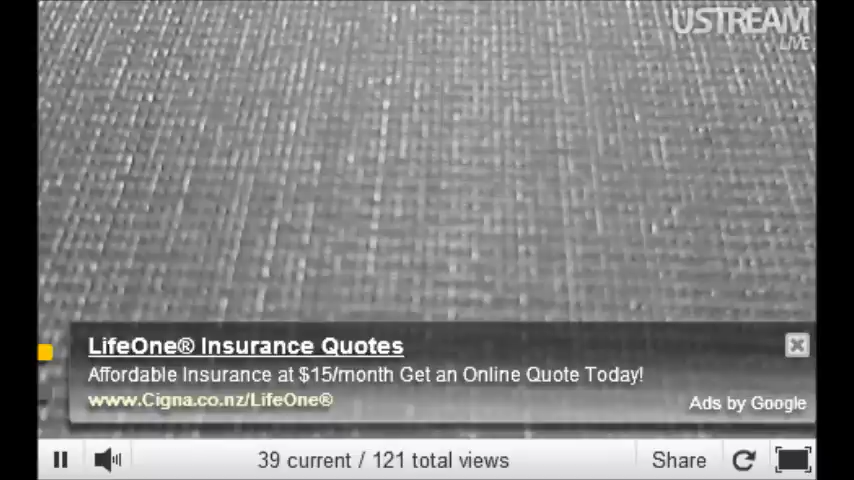 USTREAM
LIVE
LifeOne® Insurance Quotes
Affordable Insurance at $15/month Get an Online Quote Today!
www.Cigna.co.nz/LifeOne®
Ads by Google
39 current / 121 total views
Share